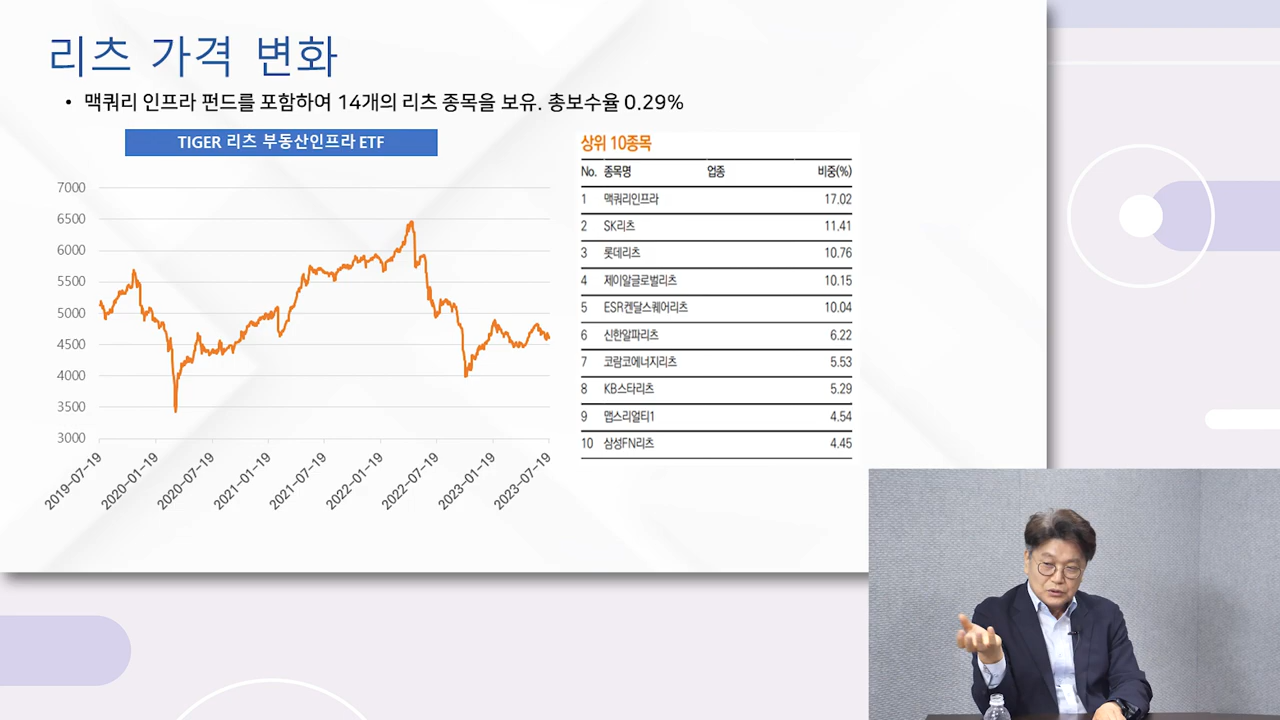 리츠 가격 변화
• 맥쿼리 인프라 펀드를 포함하여 14개의 리츠 종목을 보유. 총보수율 0.29%
TIGER 리츠 부동산인프라 ETF
7000
6500
6000
5500
5000
4500
4000
3500
3000
2019-07-19
2020-01-19
2020-07-19
2021-01-19
2021-07-19
2022-01-19
2022-07-19
2023-01-19
2023-07-19
상위 10종목
No. 종목명 업종 비중(%)
1 맥쿼리인프라 17.02
2 SK리츠 11.41
3 롯데리츠 10.76
4 제이알글로벌리츠 10.15
5 ESR켄달스퀘어리츠 10.04
6 신한알파리츠 6.22
7 코람코에너지리츠 5.53
8 KB스타리츠 5.29
9 맵스리얼티1 4.54
10 삼성FN리츠 4.45